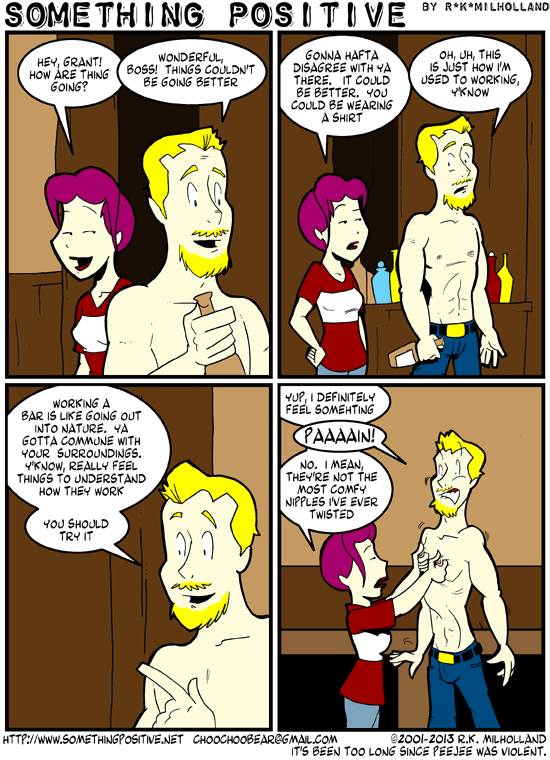 SOMETHING POSITIVE
BY R*K*MILHOLLAND
HEY, GRANT!
HOW ARE THING
GOING?
WONDERFUL,
BOSS! THINGS COULDN'T
BE GOING BETTER
GONNA HAFTA
DISAGREE WITH YA
THERE. IT COULD
BE BETTER. YOU
COULD BE WEARING
A SHIRT
OH, UH, THIS
IS JUST HOW I'M
USED TO WORKING,
Y'KNOW
WORKING A
BAR IS LIKE GOING OUT
INTO NATURE. YA
GOTTA COMMUNE WITH
YOUR SURROUNDINGS.
Y'KNOW, REALLY FEEL
THINGS TO UNDERSTAND
HOW THEY WORK
YOU SHOULD
TRY IT
YUP, I DEFINITELY
FEEL SOMEHTING
PAAAAIN!
NO. I MEAN,
THEY'RE NOT THE
MOST COMFY
NIPPLES I'VE EVER
TWISTED
HTTP://WWW.SOMETHINGPOSITIVE.NET CHOOCHOOBEAR@GMAIL.COM
©2001-2013 R.K. MILHOLLAND
IT'S BEEN TOO LONG SINCE PEEJEE WAS VIOLENT.